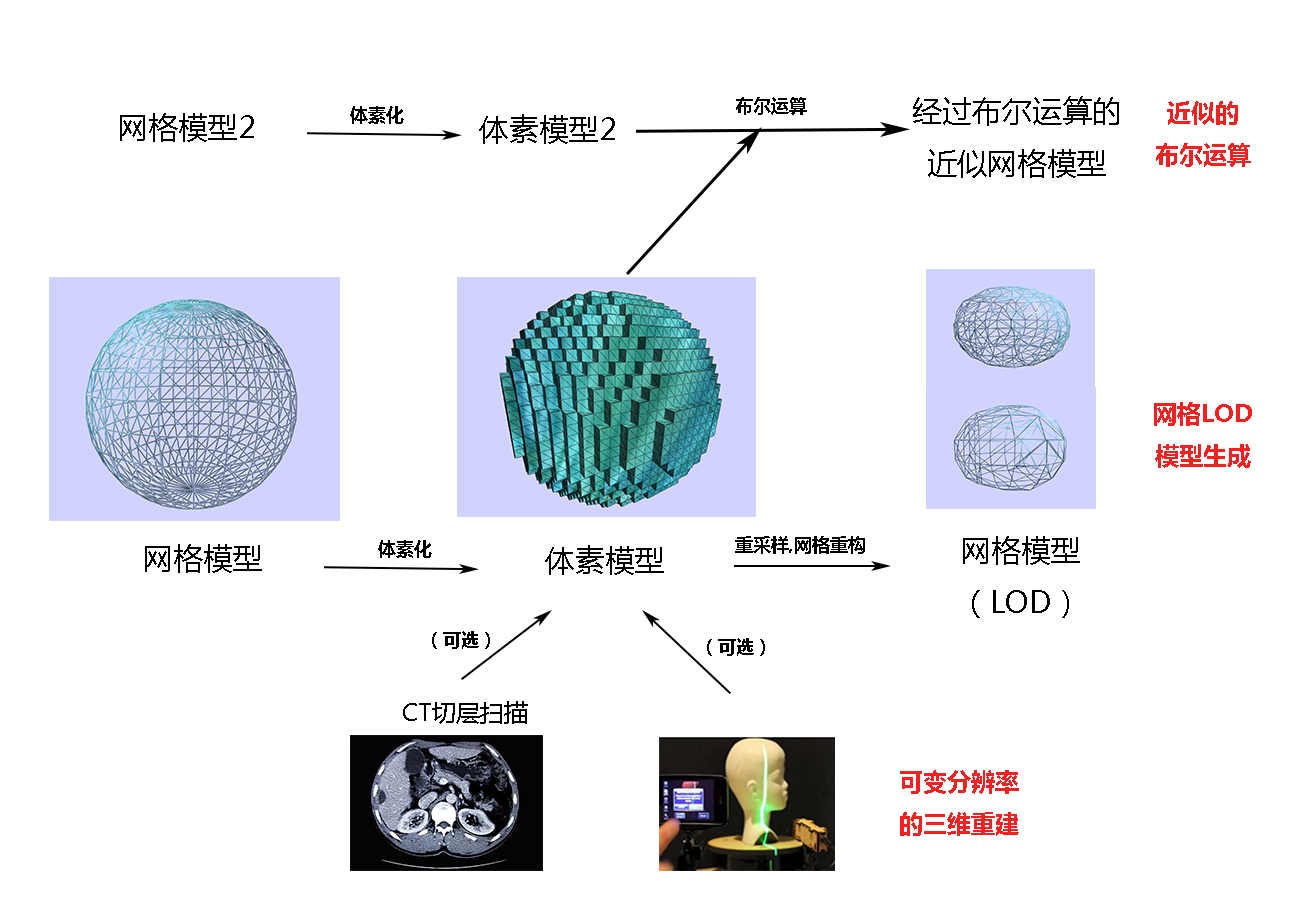 网格模型2
体素化
体素模型2
布尔运算
经过布尔运算的
近似网格模型
近似的
布尔运算
网格LOD
模型生成
网格模型
体素化
体素模型
重采样,网格重构
网格模型
（LOD）
（可选）
（可选）
CT切层扫描
可变分辨率
的三维重建